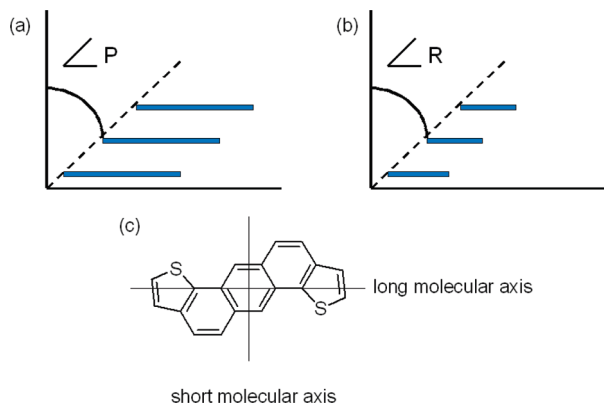 (a)
P
(b)
R
(c)
S
S
long molecular axis
short molecular axis